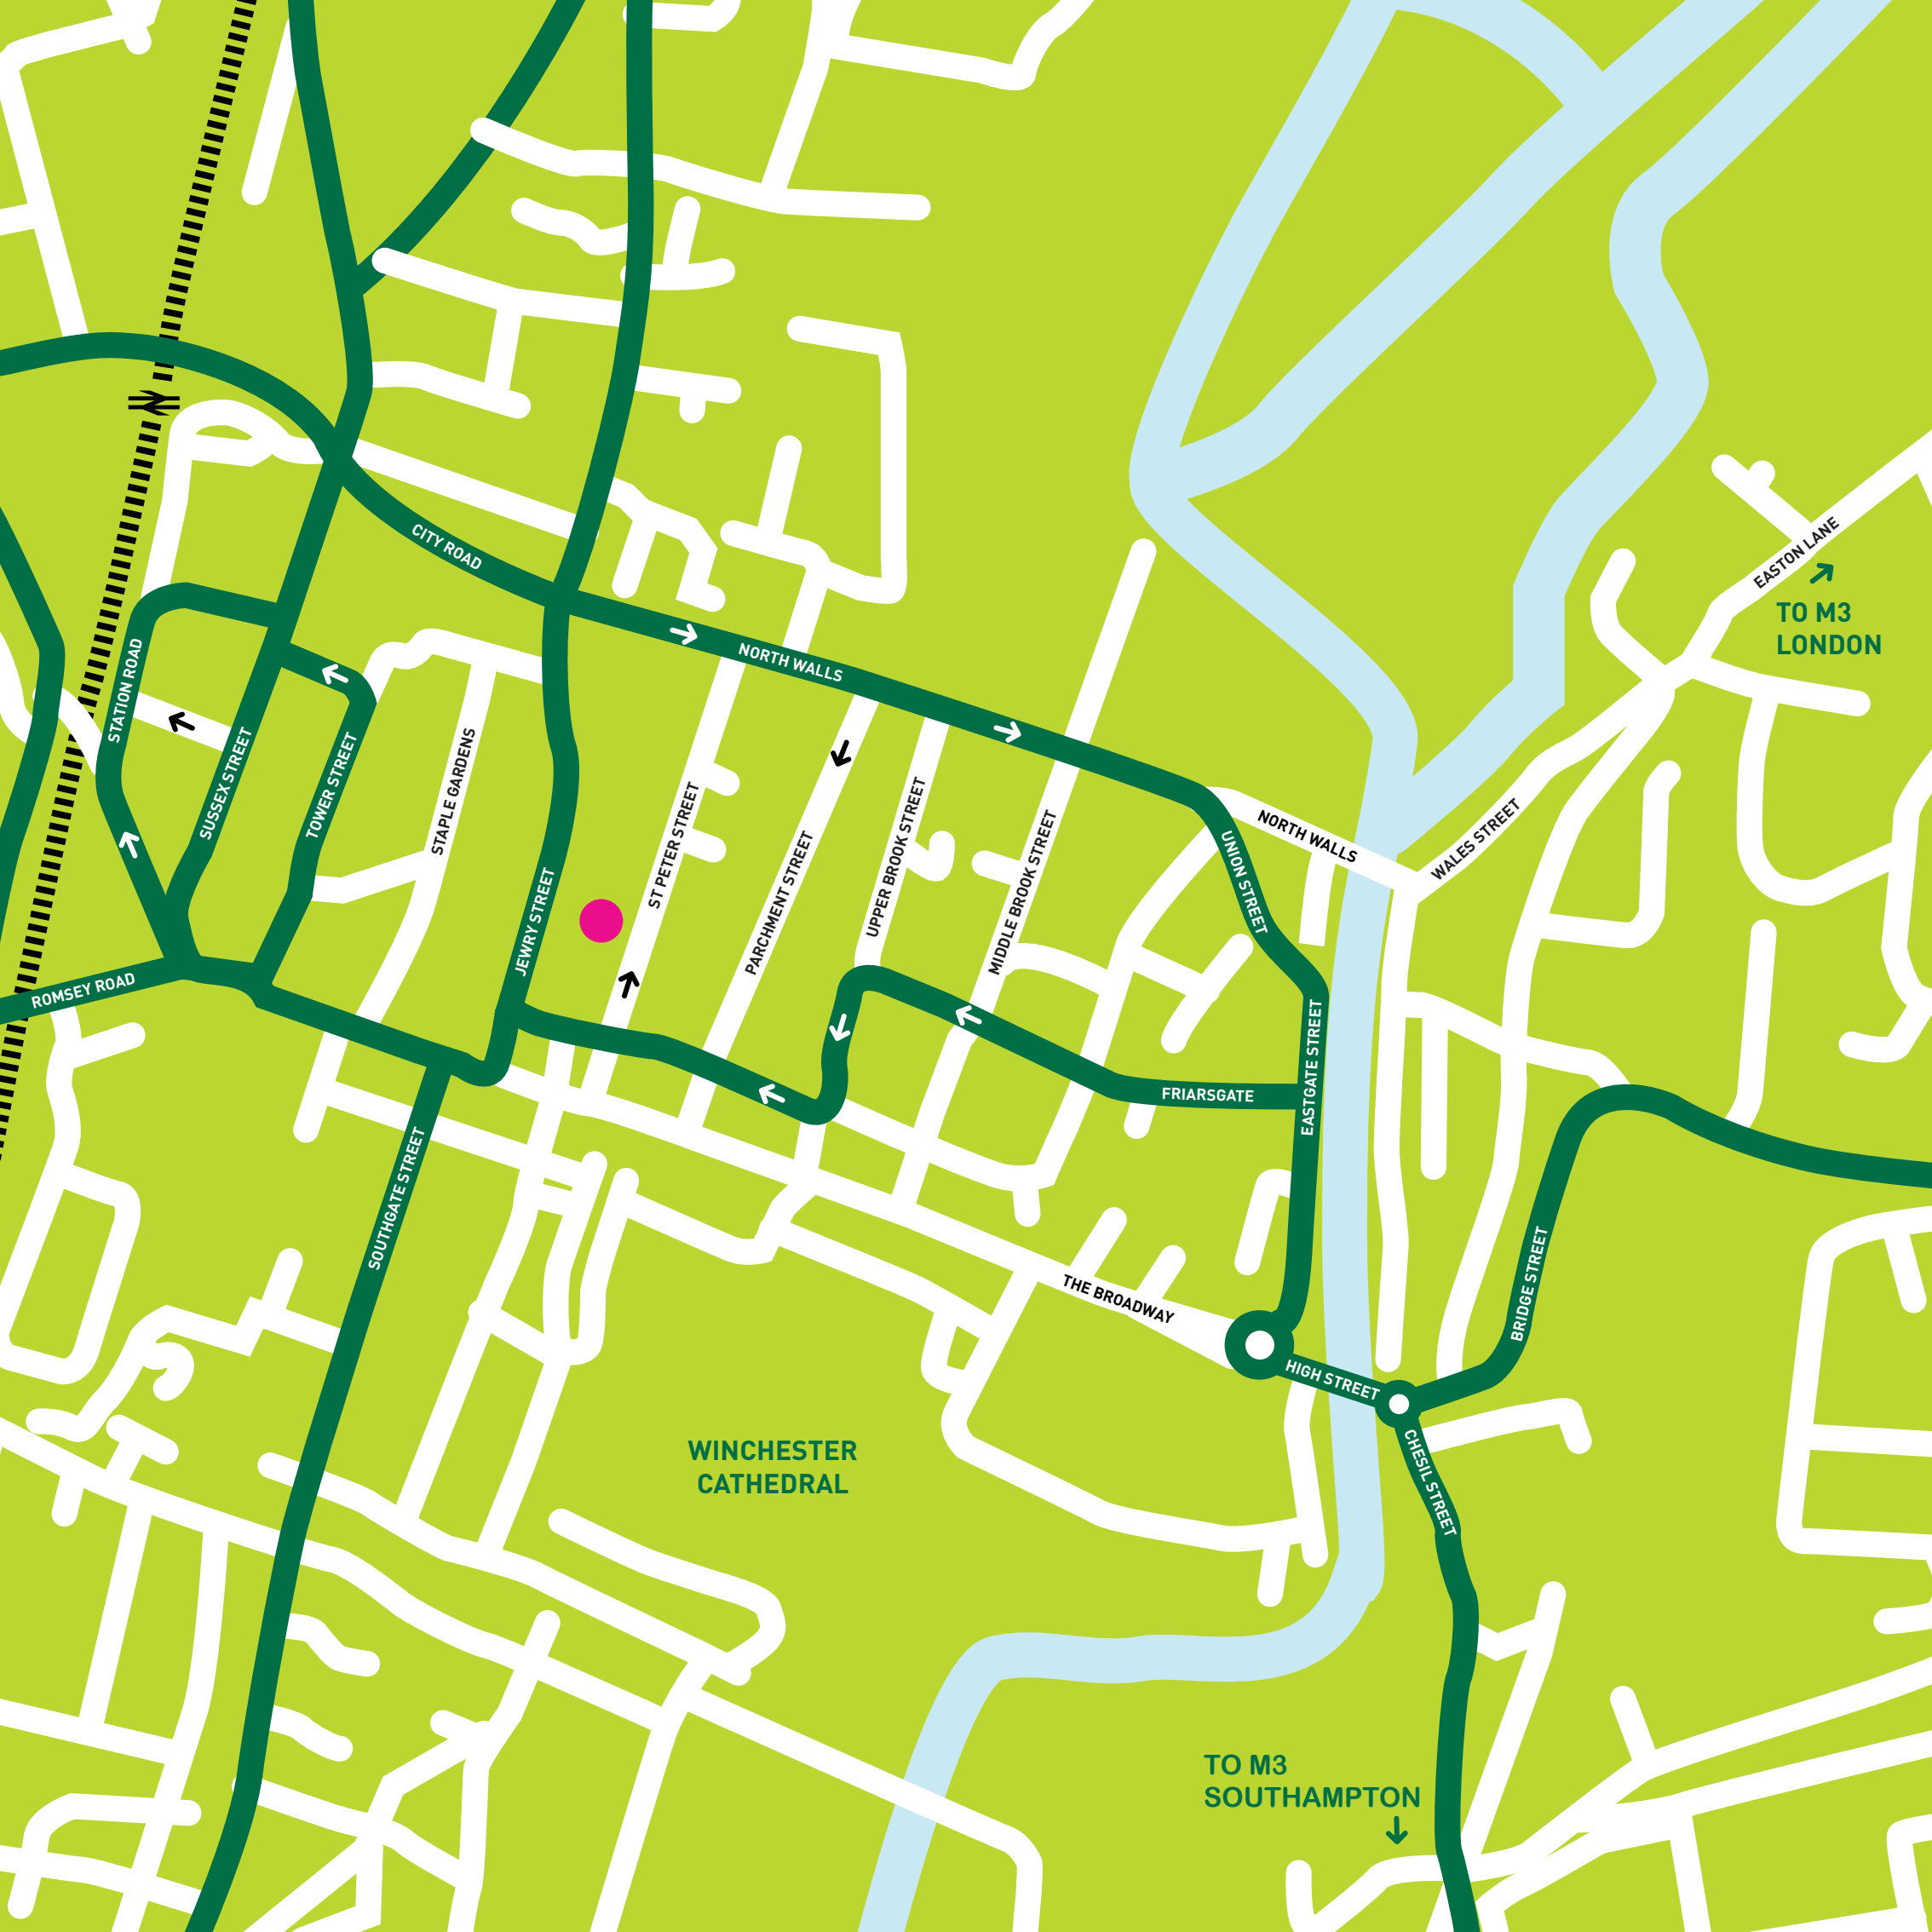 CITY ROAD
EASTON LANE
TO M3
LONDON
NORTH WALLS
STATION ROAD
SUSSEX STREET
TOWER STREET
STAPLE GARDENS
ST PETER STREET
PARCHMENT STREET
UPPER BROOK STREET
MIDDLE BROOK STREET
UNION STREET
NORTH WALLS
WALES STREET
JEWRY STREET
ROMSEY ROAD
EASTGATE STREET
FRIARSGATE
SOUTHGATE STREET
THE BROADWAY
BRIDGE STREET
HIGH STREET
CHESIL STREET
WINCHESTER
CATHEDRAL
TO M3
SOUTHAMPTON